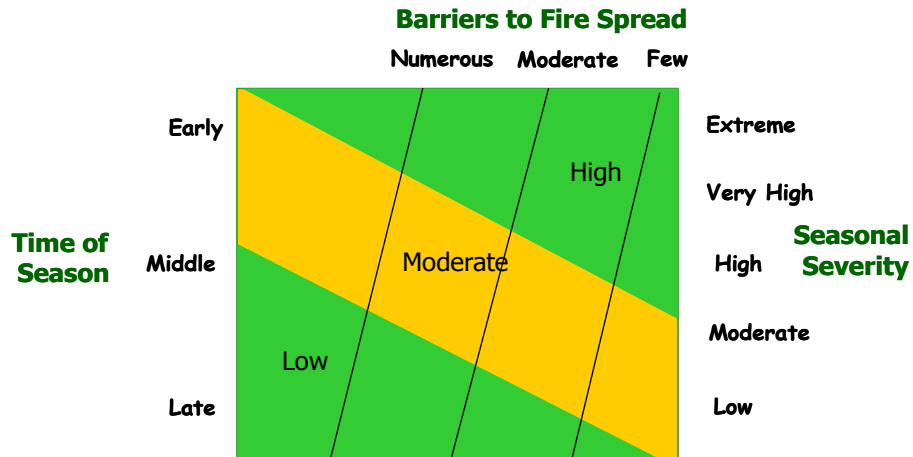 Barriers to Fire Spread
Numerous Moderate Few
Early
Extreme
High
Very High
Time of
Season
Middle
Moderate
High
Seasonal
Severity
Moderate
Low
Late
Low